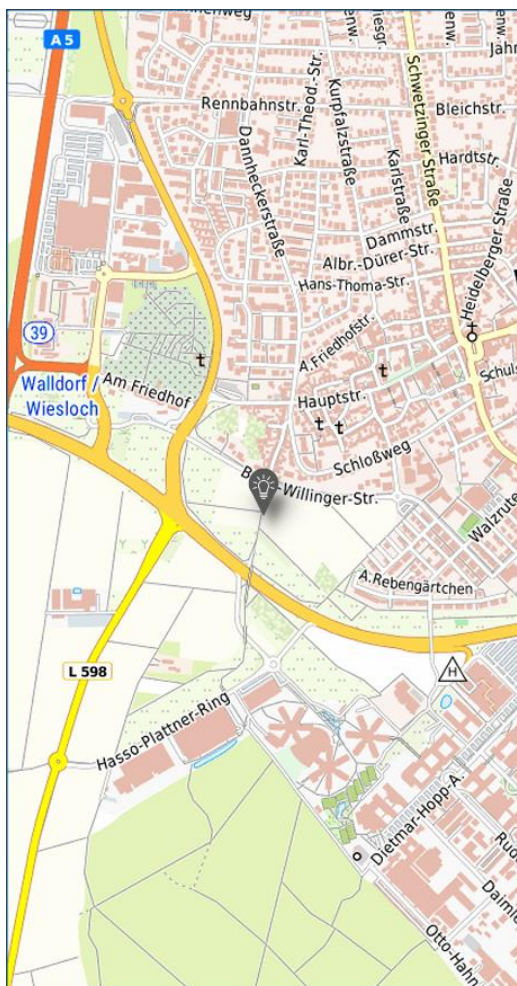 A 5
Rennbahnstr.
Karl-Theod.-Str.
Kurpfalzstraße
Dannheckerstraße
Schwetzinger Straße
Bleichstr.
Hardtstr.
Karlstraße
Dammstr.
Albr.-Dürer-Str.
Hans-Thoma-Str.
Heidelberger Straße
39
Walldorf /
Wiesloch
Am Friedhof
A.Friedhofstr.
Hauptstr.
Schuls
Schloßweg
-Willinger-Str.
Walzrute
A.Rebengärtchen
L 598
H
Hasso-Plattner-Ring
Dietmar-Hopp-A.
Daimle
Otto-Hahn